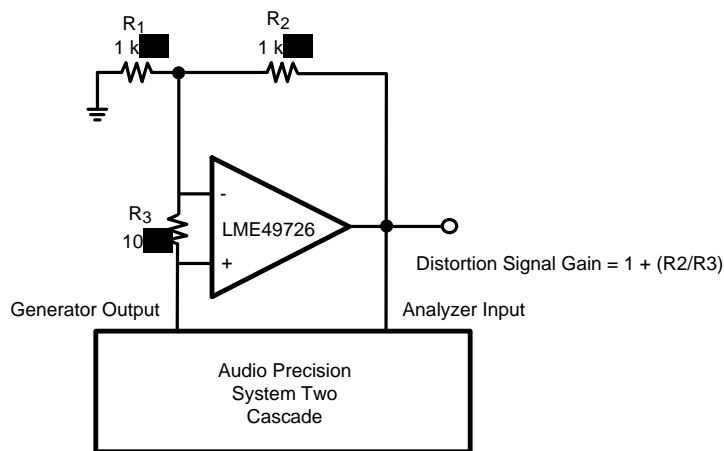 R1
1 k
R2
1 k
-
LME49726
R3
10
+
Distortion Signal Gain = 1 + (R2/R3)
Generator Output
Analyzer Input
Audio Precision
System Two
Cascade